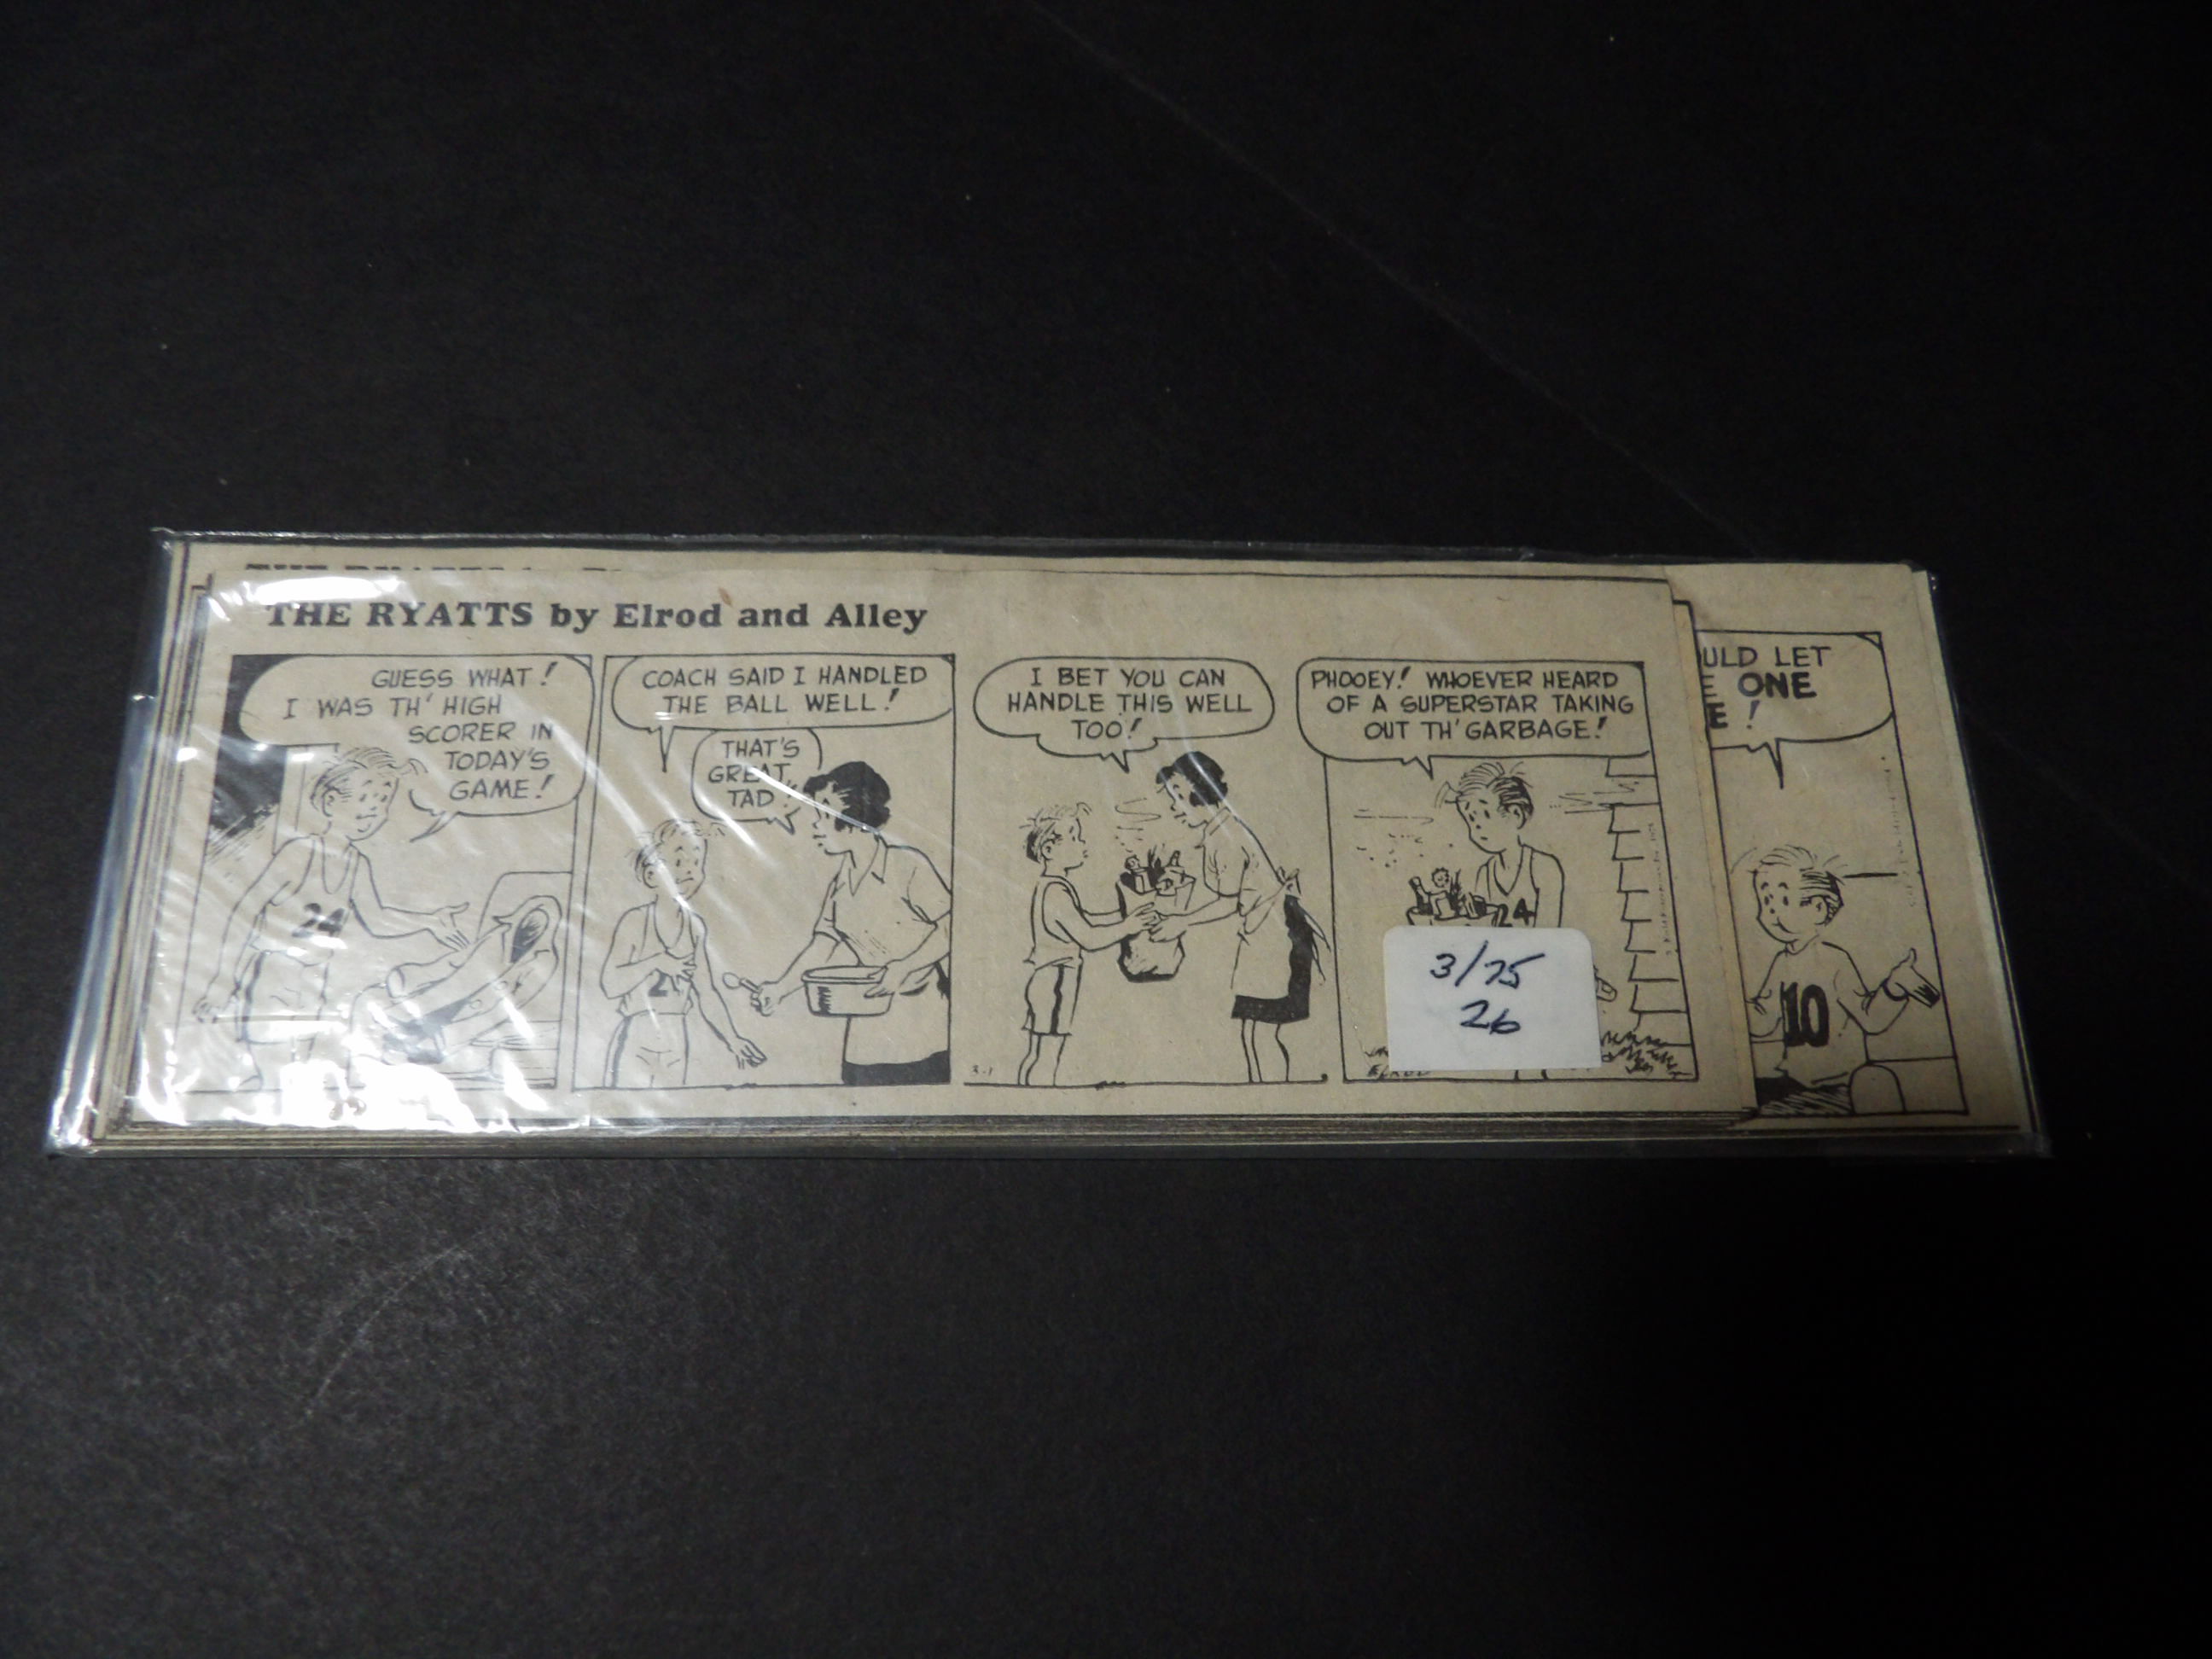 THE RYATTS by Elrod and Alley
GUESS WHAT!
I WAS TH' HIGH
SCORER IN
TODAY'S
GAME!
24
COACH SAID I HANDLED
THE BALL WELL!
THAT'S
GREAT,
TAD!
I BET YOU CAN
HANDLE THIS WELL
TOO!
3-1
PHOOEY! WHOEVER HEARD
OF A SUPERSTAR TAKING
OUT TH' GARBAGE!
24
3/75
26
ULD LET
E ONE
E!
10